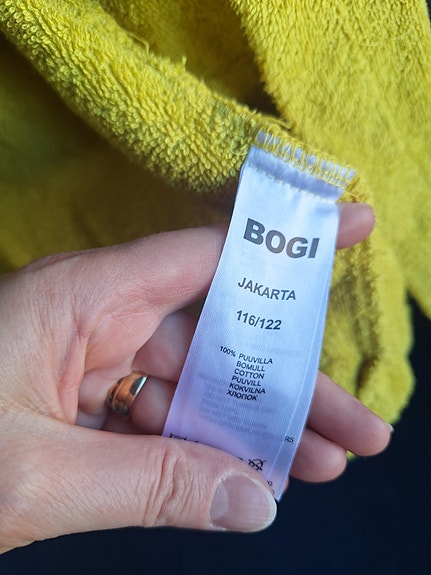 BOGI
JAKARTA
116/122
100% PUUVILLA
BOMULL
COTTON
PUUVILL
KOKVILNA
ХЛОПОК